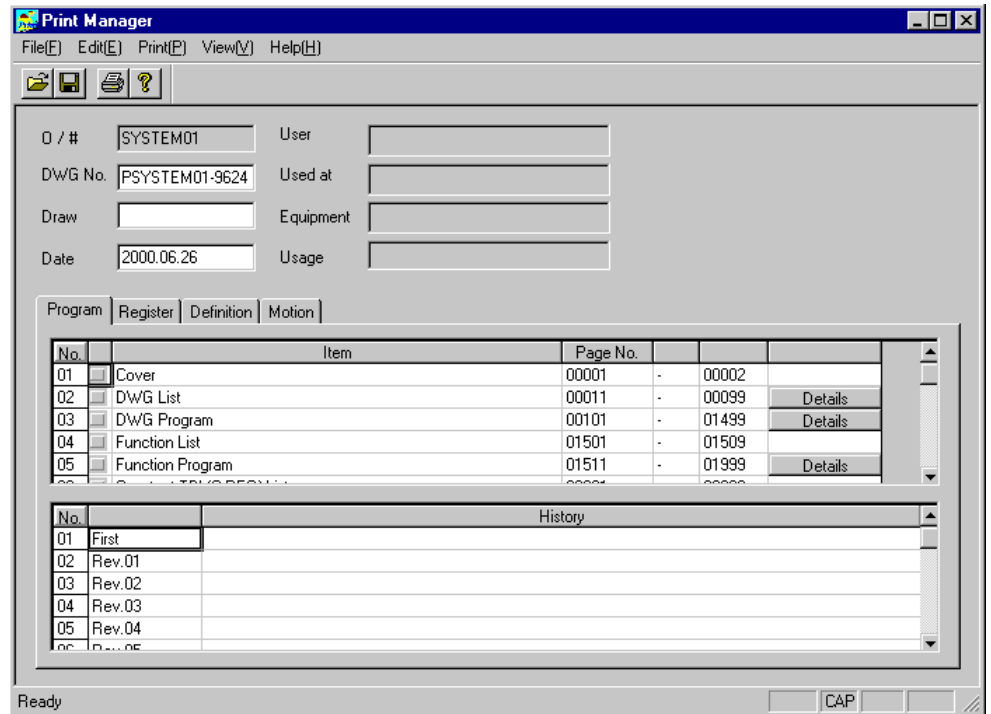 Print Manager
File(F) Edit(E) Print(P) View(V) Help(H)
O / # SYSTEM01 User
DWG No. PSYSTEM01-9624 Used at
Draw Equipment
Date 2000.06.26 Usage
Program Register Definition Motion
No. Item Page No.
01 Cover 00001 - 00002
02 DWG List 00011 - 00099 Details
03 DWG Program 00101 - 01499 Details
04 Function List 01501 - 01509
05 Function Program 01511 - 01999 Details
No. History
01 First
02 Rev.01
03 Rev.02
04 Rev.03
05 Rev.04
06 Rev.05
Ready CAP